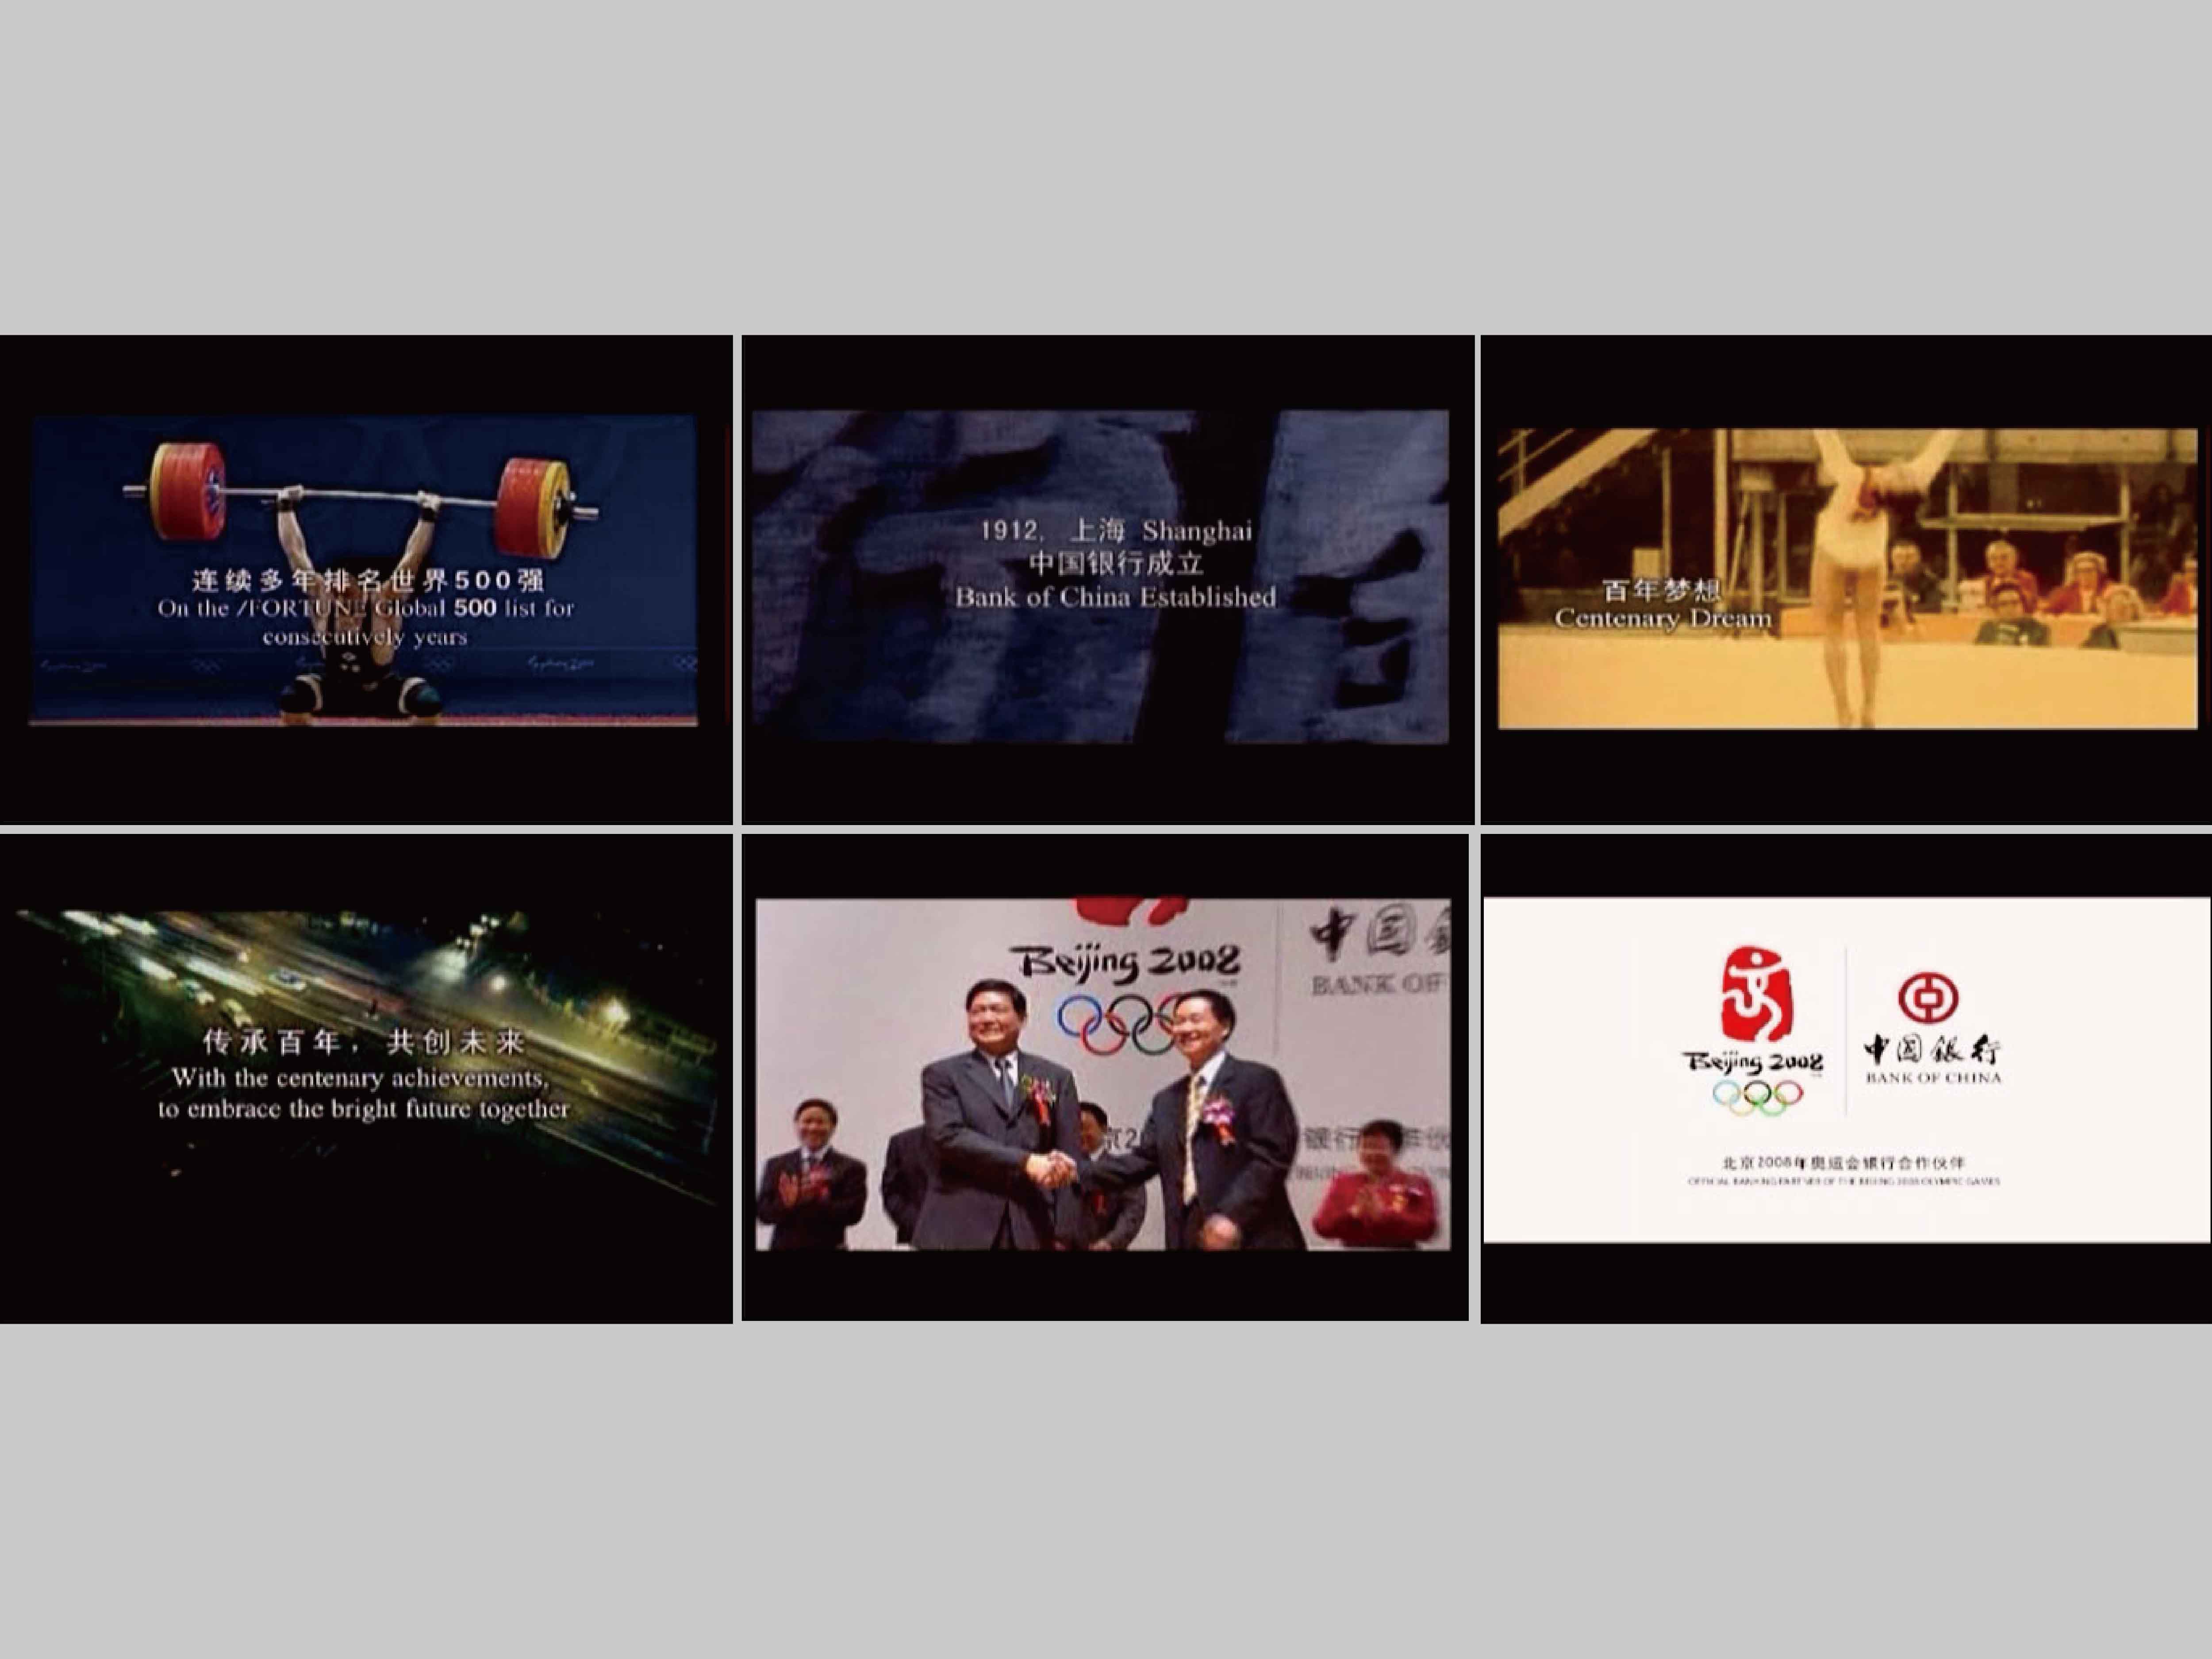 连续多年排名世界500强
On the /FORTUNE Global 500 list for
consecutively years
1912, 上海 Shanghai
中国银行成立
Bank of China Established
百年梦想
Centenary Dream
传承百年，共创未来
With the centenary achievements,
to embrace the bright future together
中国
Beijing 2008
BANK OF
京2
银行
Beijing 2008
中国銀行
BANK OF CHINA
北京2008年奥运会银行合作伙伴
OFFICIAL BANKING PARTNER OF THE BEIJING 2008 OLYMPIC GAMES